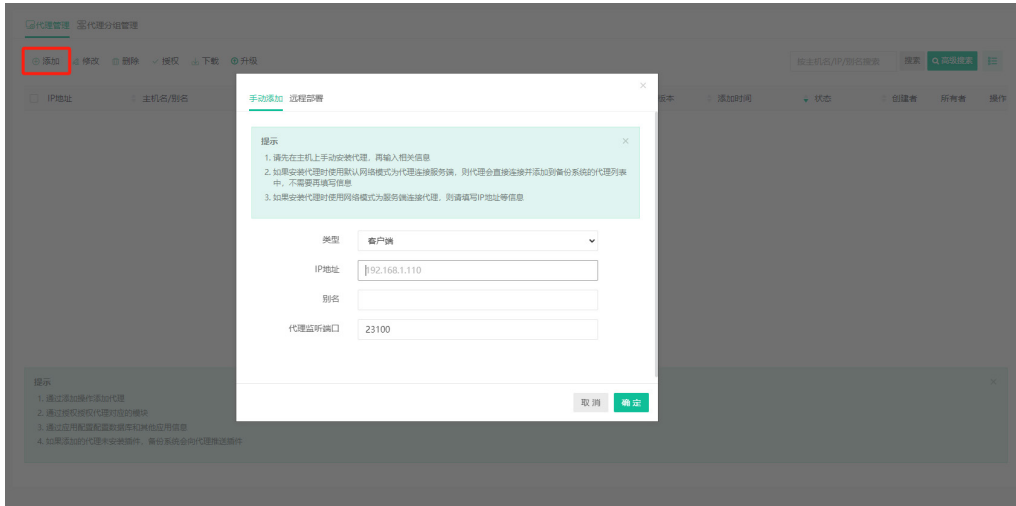 代理管理 代理分组管理
添加 修改 删除 授权 下载 升级 按主机名/IP/别名搜索 搜索 高级搜索
IP地址 主机名/别名 版本 添加时间 状态 创建者 所有者 操作
手动添加 远程部署
提示
1. 请先在主机上手动安装代理，再输入相关信息
2. 如果安装代理时使用默认网络模式为代理连接服务端，则代理会直接连接并添加到备份系统的代理列表
中，不需要再填写信息
3. 如果安装代理时使用网络模式为服务端连接代理，则请填写IP地址等信息
类型 客户端
IP地址 192.168.1.110
别名
代理监听端口 23100
取消 确定
提示
1. 通过添加操作添加代理
2. 通过授权授权代理对应的模块
3. 通过应用配置配置数据库和其他应用信息
4. 如果添加的代理未安装插件，备份系统会向代理推送插件